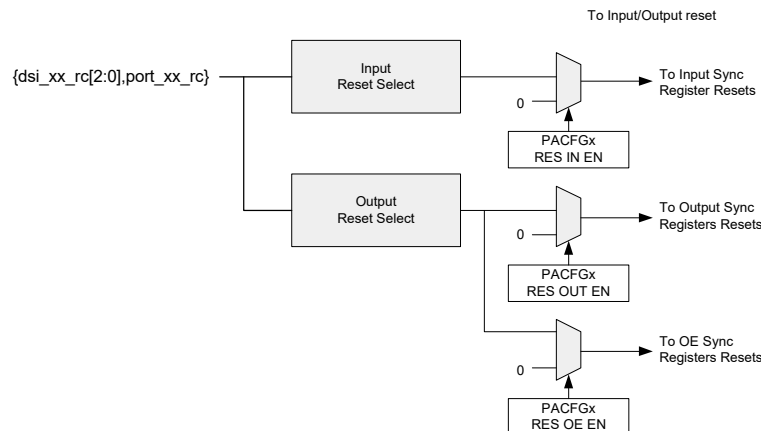 To Input/Output reset
{dsi_xx_rc[2:0],port_xx_rc}
Input
Reset Select
0
To Input Sync
Register Resets
PACFGx
RES IN EN
Output
Reset Select
0
To Output Sync
Registers Resets
PACFGx
RES OUT EN
0
To OE Sync
Registers Resets
PACFGx
RES OE EN